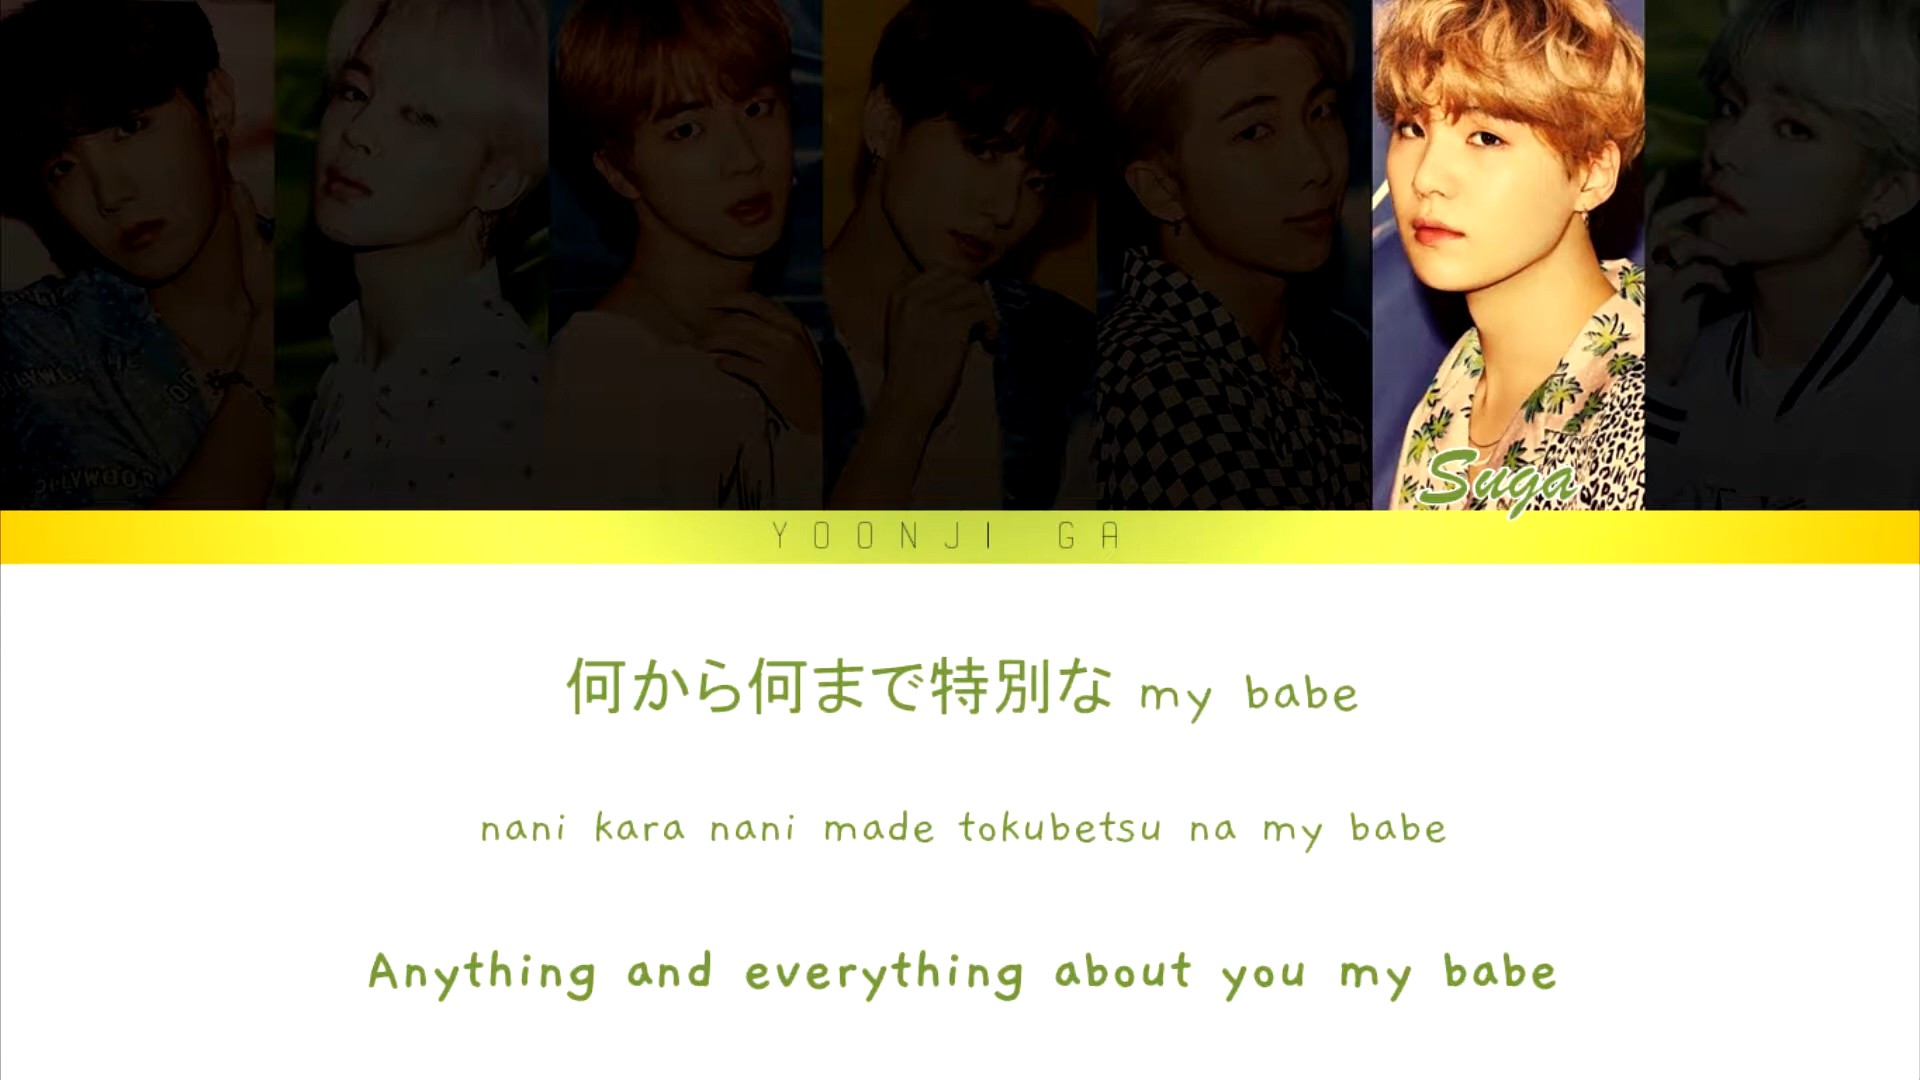 Suga
YOONJI GA
何から何まで特別な my babe
nani kara nani made tokubetsu na my babe
Anything and everything about you my babe